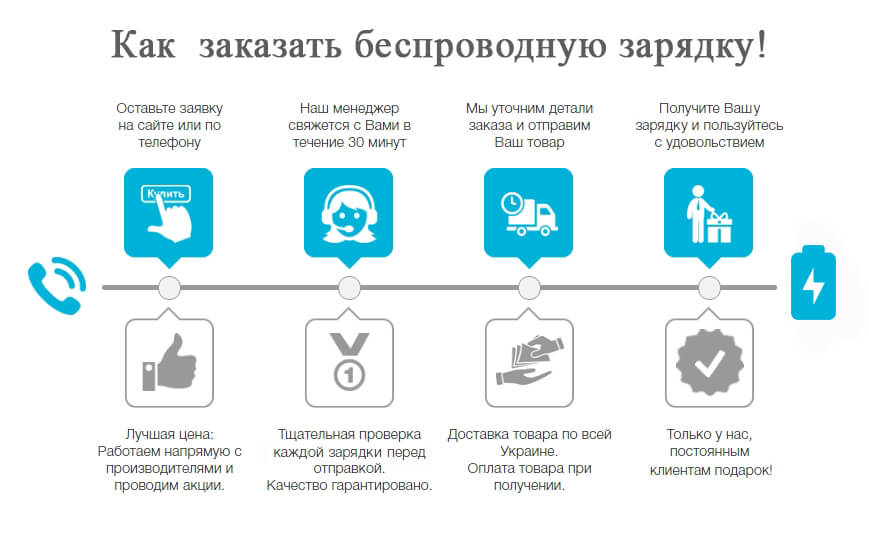 Как заказать беспроводную зарядку!
Оставьте заявку
на сайте или по
телефону
Наш менеджер
свяжется с Вами в
течение 30 минут
Мы уточним детали
заказа и отправим
Ваш товар
Получите Вашу
зарядку и пользуйтесь
с удовольствием
Купить
1
Лучшая цена:
Работаем напрямую с
производителями и
проводим акции.
Тщательная проверка
каждой зарядки перед
отправкой.
Качество гарантировано.
Доставка товара по всей
Украине.
Оплата товара при
получении.
Только у нас,
постоянным
клиентам подарок!